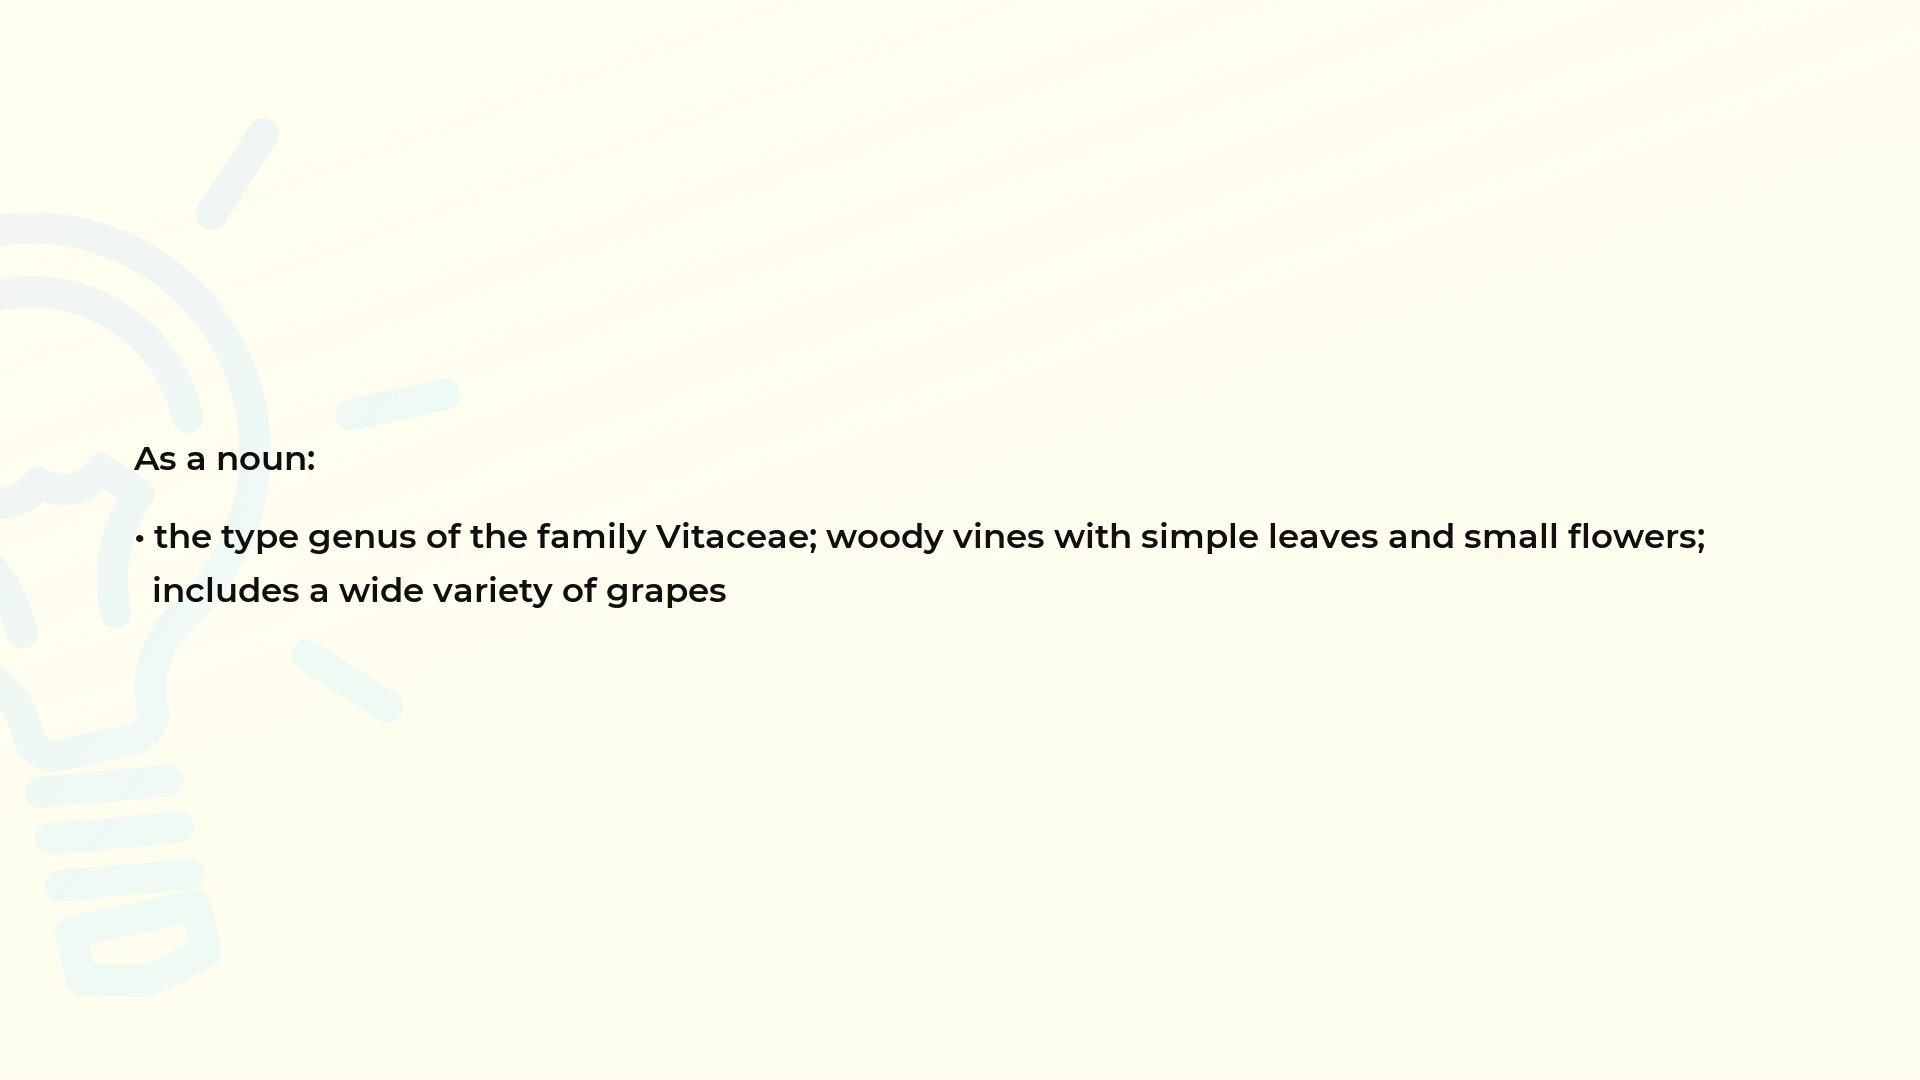 As a noun:
• the type genus of the family Vitaceae; woody vines with simple leaves and small flowers;
includes a wide variety of grapes